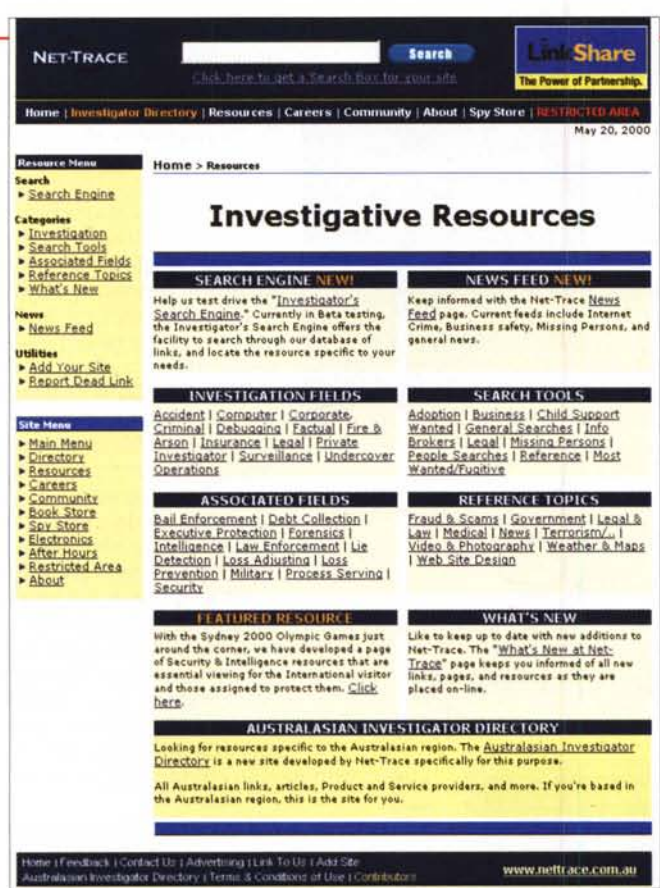 NET-TRACE
Search
Click here to get a Search Box for your site
LinkShare
The Power of Partnership.
Home | Investigator Directory | Resources | Careers | Community | About | Spy Store | RESTRICTED AREA
May 20, 2000
Resource Menu
Search
► Search Engine
Categories
► Investigation
► Search Tools
► Associated Fields
► Reference Topics
► What's New
News
► News Feed
Utilities
► Add Your Site
► Report Dead Link
Site Menu
► Main Menu
► Directory
► Resources
► Careers
► Community
► Book Store
► Spy Store
► Electronics
► After Hours
► Restricted Area
► About
Home > Resources
Investigative Resources
SEARCH ENGINE NEW!
Help us test drive the "Investigator's
Search Engine." Currently in Beta testing,
the Investigator's Search Engine offers the
facility to search through our database of
links, and locate the resource specific to your
needs.
NEWS FEED NEW!
Keep informed with the Net-Trace News
Feed page. Current feeds include Internet
Crime, Business safety, Missing Persons, and
general news.
INVESTIGATION FIELDS
Accident | Computer | Corporate,
Criminal | Debugging | Factual | Fire &
Arson | Insurance | Legal | Private
Investigator | Surveillance | Undercover
Operations
SEARCH TOOLS
Adoption | Business | Child Support
Wanted | General Searches | Info
Brokers | Legal | Missing Persons |
People Searches | Reference | Most
Wanted/Fugitive
ASSOCIATED FIELDS
Bail Enforcement | Debt Collection |
Executive Protection | Forensics |
Intelligence | Law Enforcement | Lie
Detection | Loss Adjusting | Loss
Prevention | Military | Process Serving |
Security
REFERENCE TOPICS
Fraud & Scams | Government | Legal &
Law | Medical | News | Terrorism/... |
Video & Photography | Weather & Maps
| Web Site Design
FEATURED RESOURCE
With the Sydney 2000 Olympic Games just
around the corner, we have developed a page
of Security & Intelligence resources that are
essential viewing for the International visitor
and those assigned to protect them. Click
here.
WHAT'S NEW
Like to keep up to date with new additions to
Net-Trace. The "What's New at Net-
Trace" page keeps you informed of all new
links, pages, and resources as they are
placed on-line.
AUSTRALASIAN INVESTIGATOR DIRECTORY
Looking for resources specific to the Australasian region. The Australasian Investigator
Directory is a new site developed by Net-Trace specifically for this purpose.
All Australasian links, articles, Product and Service providers, and more. If you're based in
the Australasian region, this is the site for you.
Home | Feedback | Contact Us | Advertising | Link To Us | Add Site
Australasian Investigator Directory | Terms & Conditions of Use | Contributors
www.nettrace.com.au